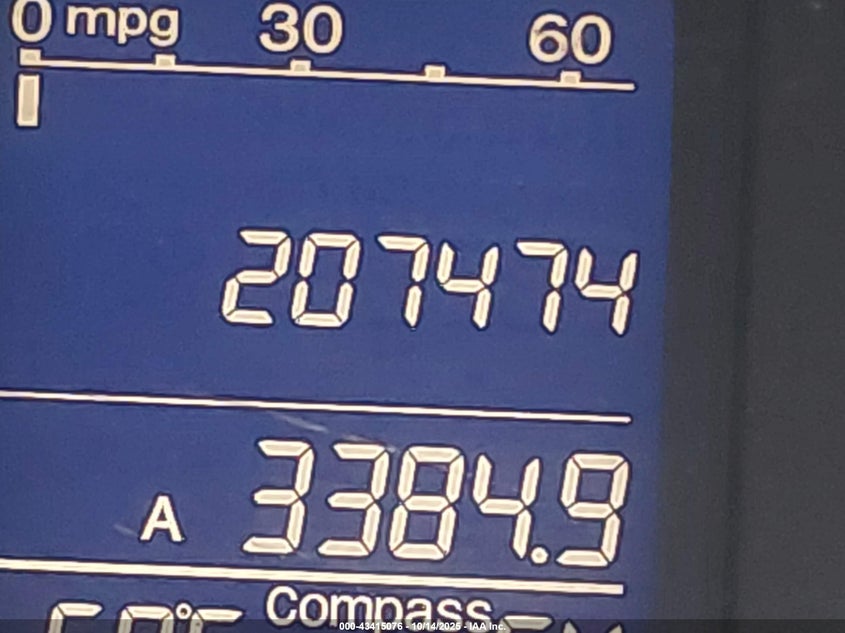 0 mpg 30 60
207474
A 3384.9
Compass
000-43415076 - 10/14/2025 - IAA Inc.